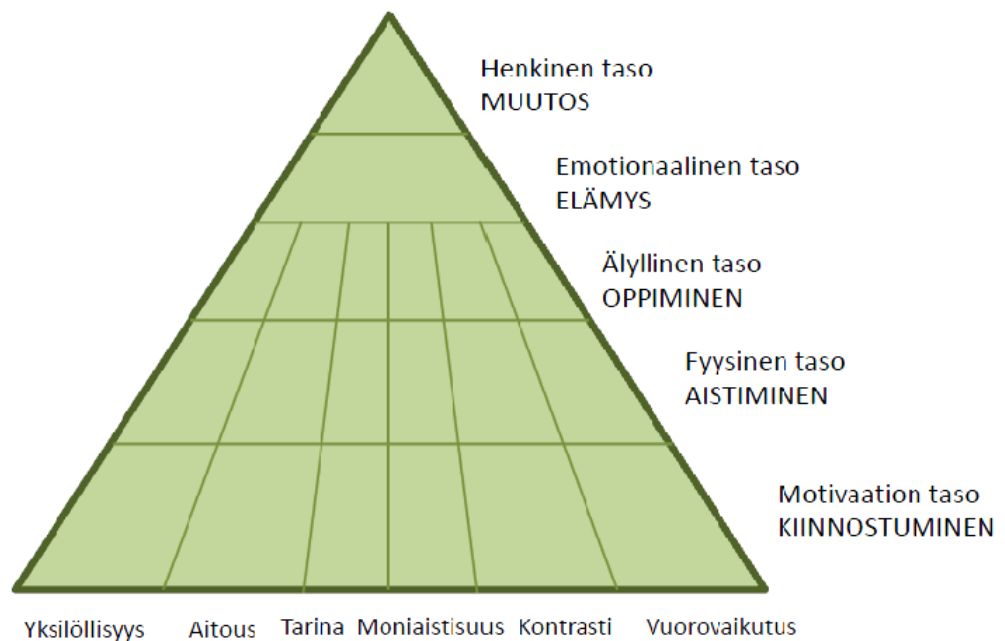 Henkinen taso
MUUTOS
Emotionaalinen taso
ELÄMYS
Älyllinen taso
OPPIMINEN
Fyysinen taso
AISTIMINEN
Motivaation taso
KIINNOSTUMINEN
Yksilöllisyys Aitous Tarina Moniaistisuus Kontrasti Vuorovaikutus